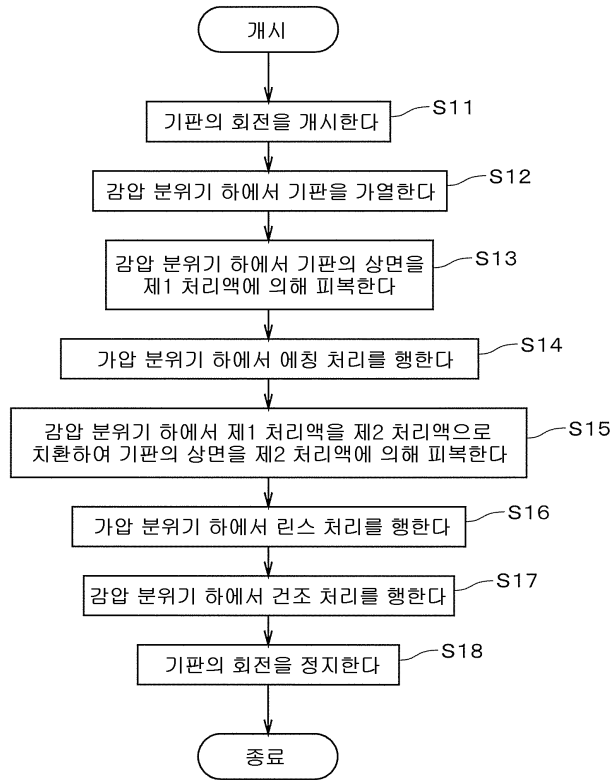 개시
기판의 회전을 개시한다
S11
감압 분위기 하에서 기판을 가열한다
S12
감압 분위기 하에서 기판의 상면을
제1 처리액에 의해 피복한다
S13
가압 분위기 하에서 에칭 처리를 행한다
S14
감압 분위기 하에서 제1 처리액을 제2 처리액으로
치환하여 기판의 상면을 제2 처리액에 의해 피복한다
S15
가압 분위기 하에서 린스 처리를 행한다
S16
감압 분위기 하에서 건조 처리를 행한다
S17
기판의 회전을 정지한다
S18
종료